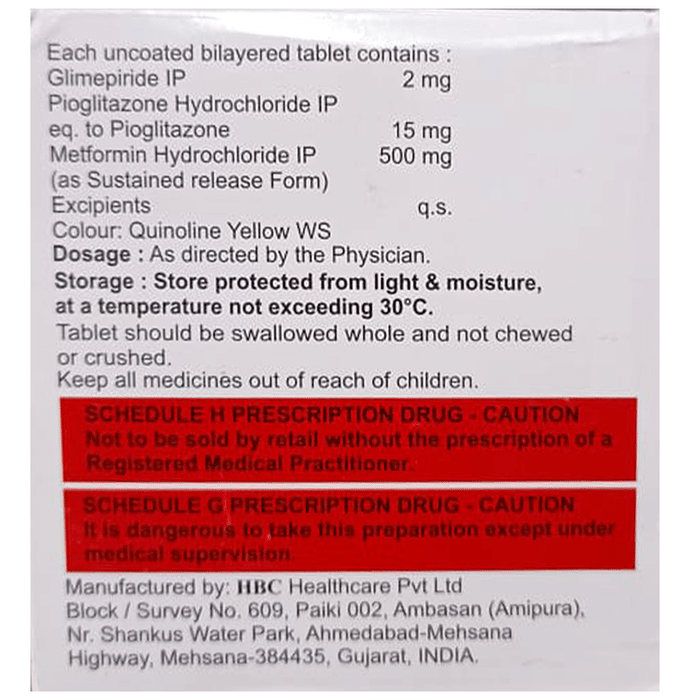 Each uncoated bilayered tablet contains :
Glimepiride IP 2 mg
Pioglitazone Hydrochloride IP
eq. to Pioglitazone 15 mg
Metformin Hydrochloride IP 500 mg
(as Sustained release Form)
Excipients q.s.
Colour: Quinoline Yellow WS
Dosage : As directed by the Physician.
Storage : Store protected from light & moisture,
at a temperature not exceeding 30°C.
Tablet should be swallowed whole and not chewed
or crushed.
Keep all medicines out of reach of children.
SCHEDULE H PRESCRIPTION DRUG - CAUTION
Not to be sold by retail without the prescription of a
Registered Medical Practitioner.
SCHEDULE G PRESCRIPTION DRUG - CAUTION
It is dangerous to take this preparation except under
medical supervision.
Manufactured by: HBC Healthcare Pvt Ltd
Block / Survey No. 609, Paiki 002, Ambasan (Amipura),
Nr. Shankus Water Park, Ahmedabad-Mehsana
Highway, Mehsana-384435, Gujarat, INDIA.